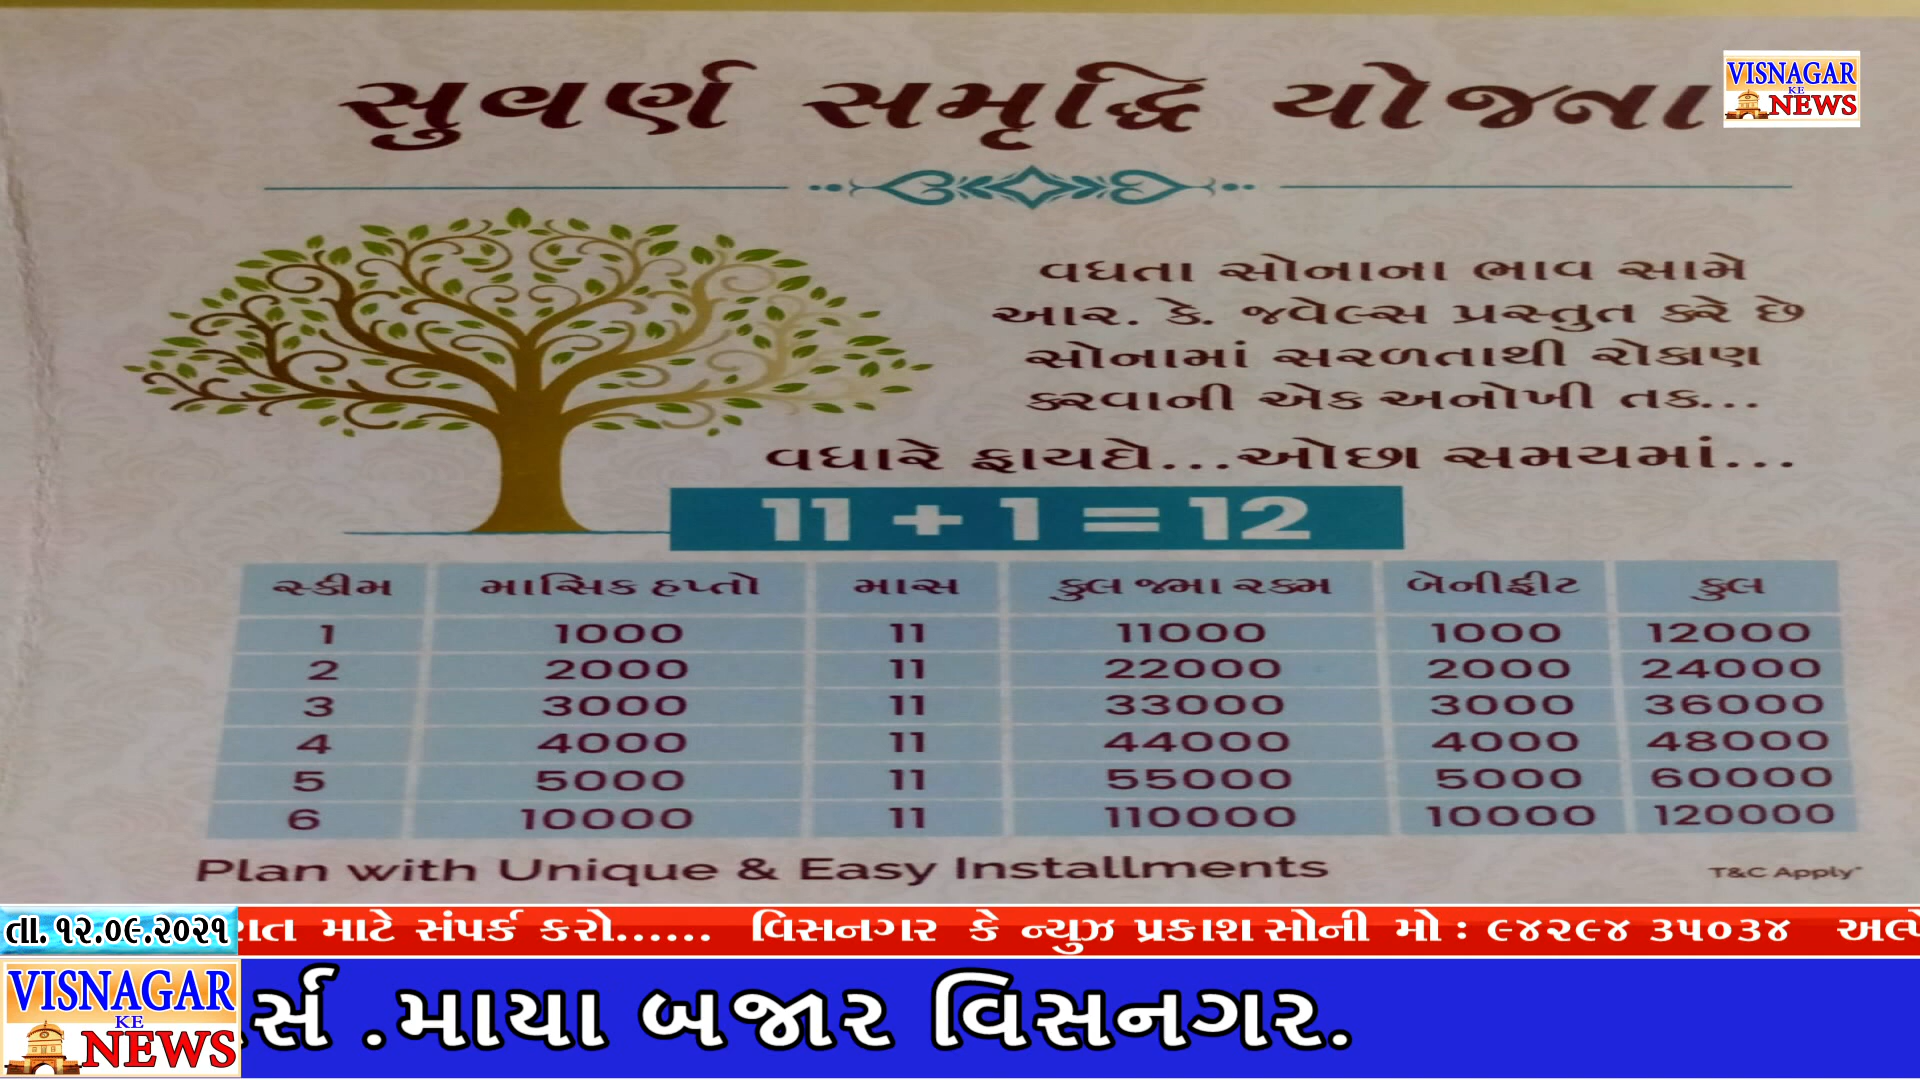 સુવર્ણ સમૃદ્ધિ યોજના
VISNAGAR
KE
NEWS
વધતા સોનાના ભાવ સામે
આર. કે. જવેલ્સ પ્રસ્તુત કરે છે
સોનામાં સરળતાથી રોકાણ
કરવાની એક અનોખી તક...
વધારે ફાયદો...ઓછા સમયમાં...
11 + 1 = 12
સ્કીમ માસિક હપ્તો માસ કુલ જમા રકમ બેનીફીટ કુલ
1 1000 11 11000 1000 12000
2 2000 11 22000 2000 24000
3 3000 11 33000 3000 36000
4 4000 11 44000 4000 48000
5 5000 11 55000 5000 60000
6 10000 11 110000 10000 120000
Plan with Unique & Easy Installments
T&C Apply*
તા. ૧૨.૦૯.૨૦૨૧
માટે સંપર્ક કરો...... વિસનગર કે ન્યુઝ પ્રકાશ સોની મો : ૯૪૨૯૪ ૩૫૦૩૪
VISNAGAR
KE
NEWS
.માયા બજાર વિસનગર.